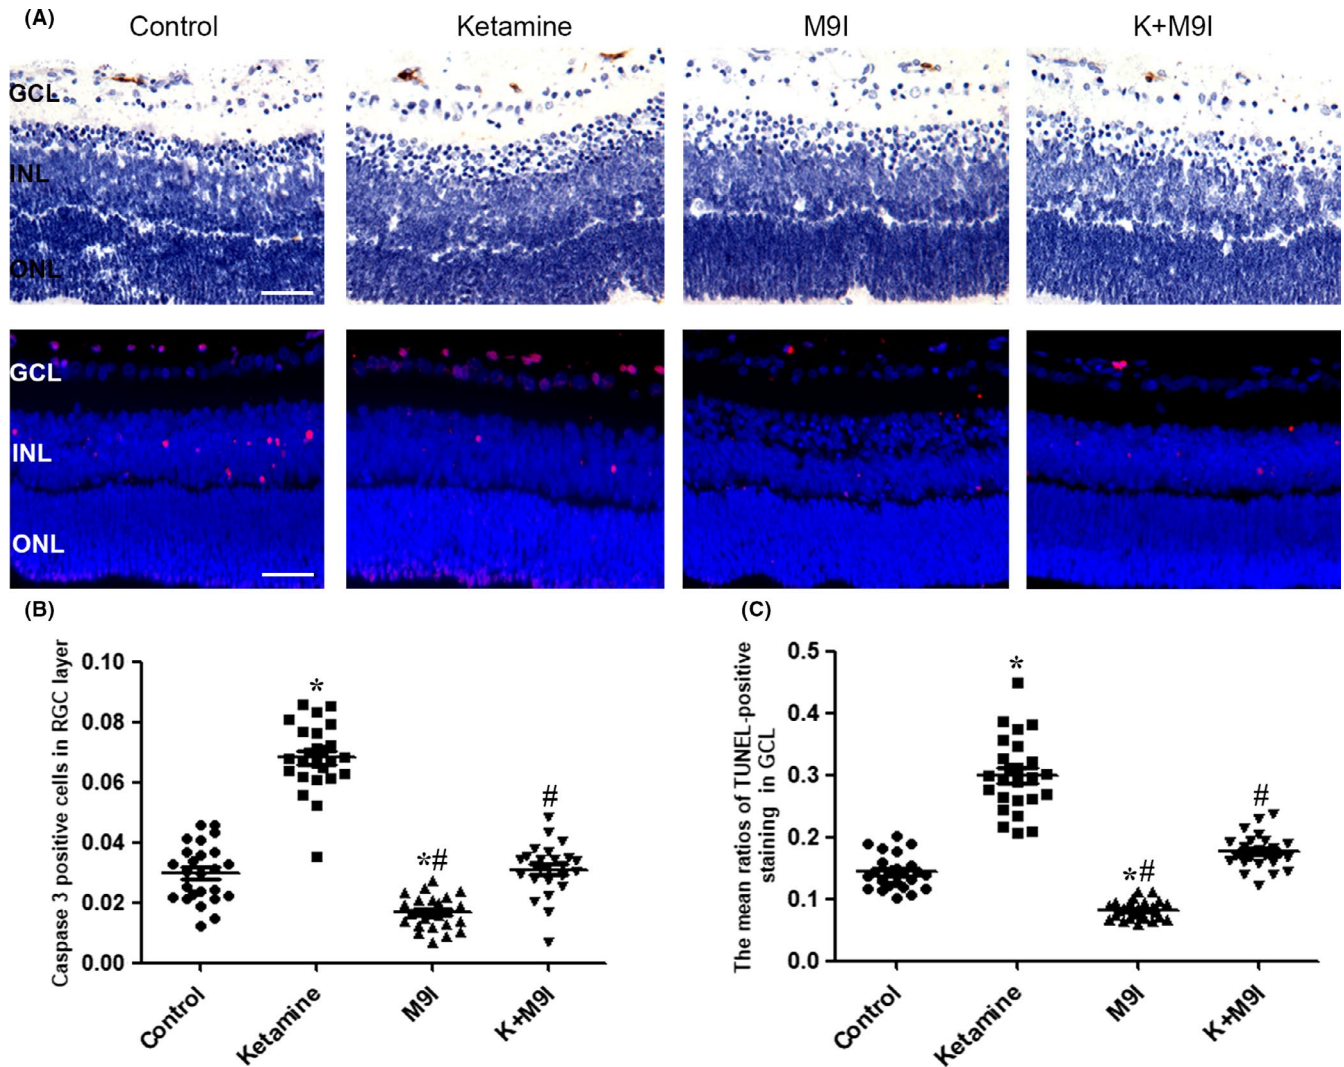 (A)
Control Ketamine M9I K+M9I
GCL
INL
ONL
GCL
INL
ONL
(B)
Caspase 3 positive cells in RGC layer
0.10
0.08
0.06
0.04
0.02
0.00
*
*#
#
Control Ketamine M9I K+M9I
(C)
The mean ratios of TUNEL-positive
staining in GCL
0.5
0.4
0.3
0.2
0.1
0.0
*
*#
#
Control Ketamine M9I K+M9I